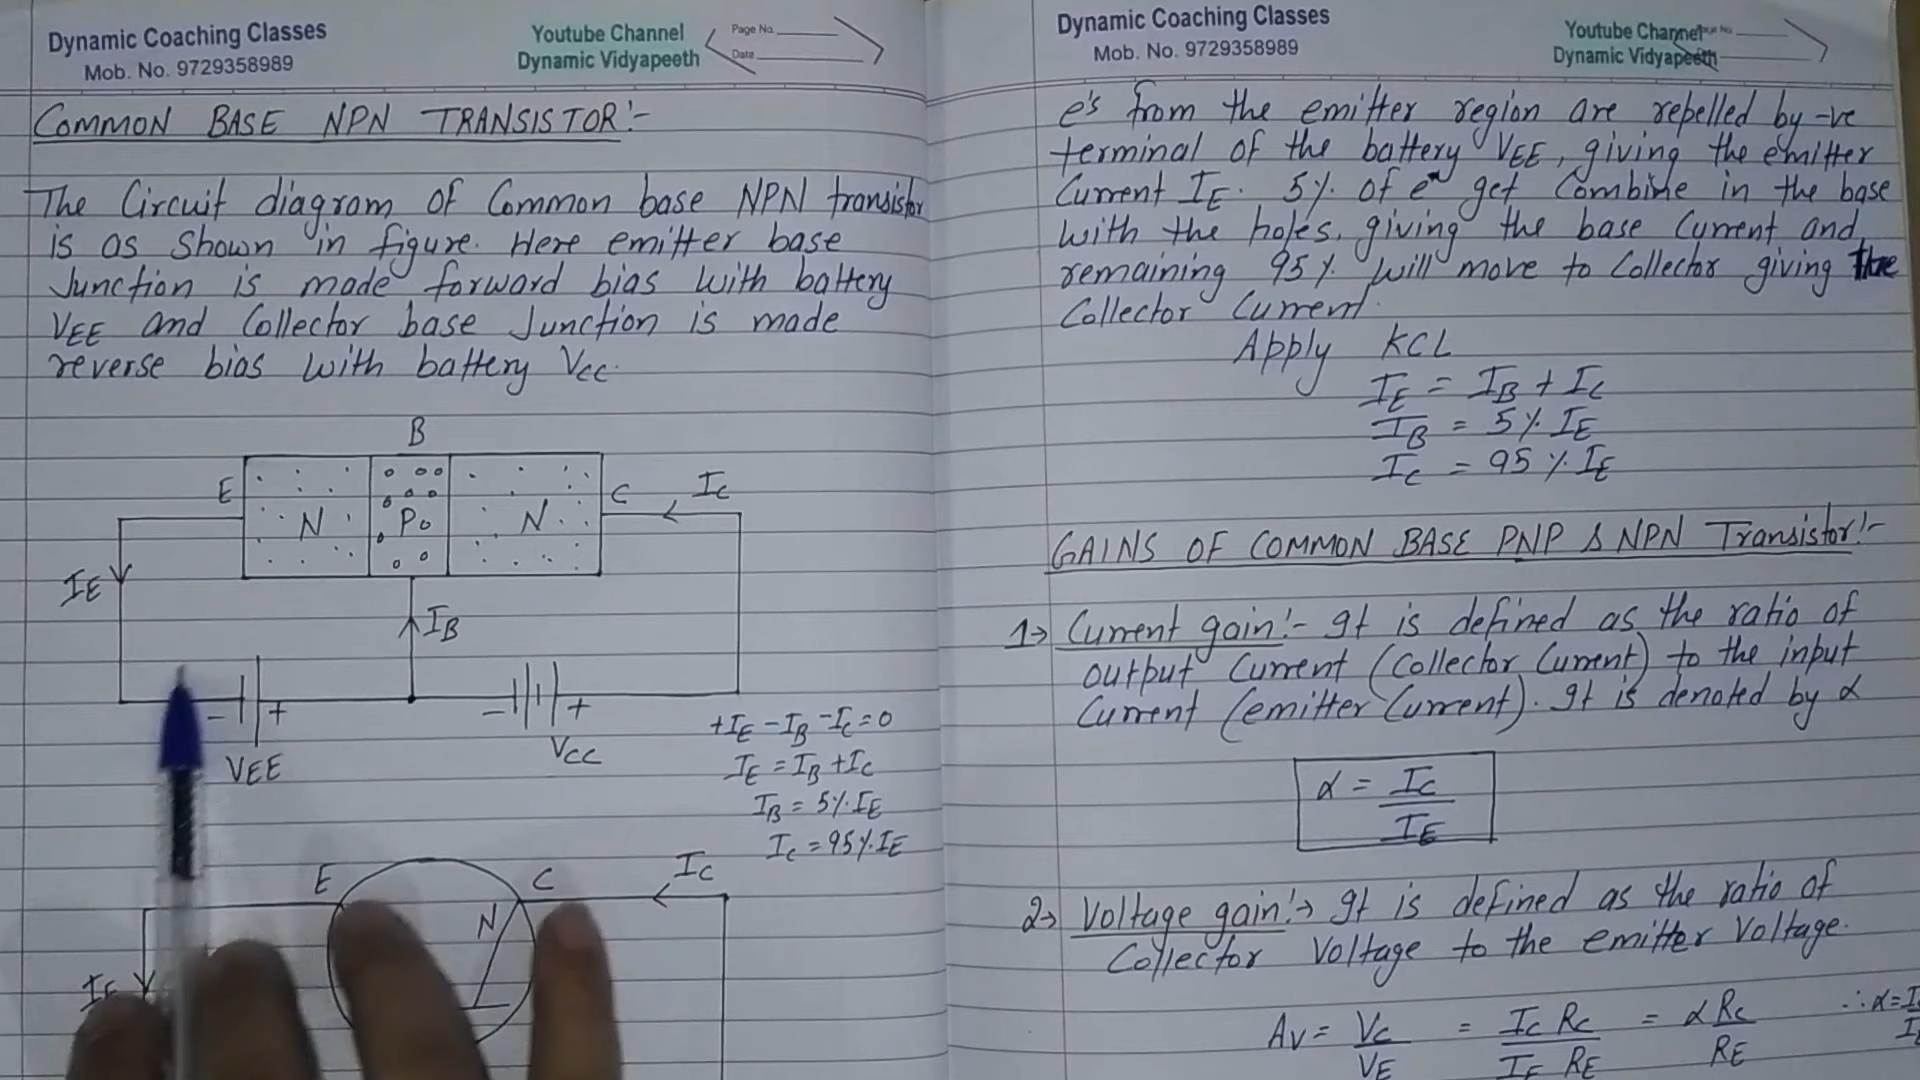 Dynamic Coaching Classes
Mob. No. 9729358989
Youtube Channel
Dynamic Vidyapeeth
Page No.
Date
COMMON BASE NPN TRANSISTOR:-
The Circuit diagram of Common base NPN transistor
is as Shown in figure. Here emitter base
Junction is made forward bias with battery
VEE and Collector base Junction is made
reverse bias with battery Vcc.
B
E
N
P
N
C
IC
IE
IB
- +
VEE
- +
VCC
+IE - IB - IC = 0
IE = IB + IC
IB = 5% IE
IC = 95% IE
E
C
IC
N
IE
Dynamic Coaching Classes
Mob. No. 9729358989
Youtube Channel
Dynamic Vidyapeeth
e's from the emitter region are repelled by -ve
terminal of the battery VEE, giving the emitter
Current IE. 5% of e⁻ get Combine in the base
with the holes, giving the base Current and
remaining 95% will move to Collector giving the
Collector Current.
Apply KCL
IE = IB + IC
IB = 5% IE
IC = 95% IE
GAINS OF COMMON BASE PNP & NPN Transistor:-
1→ Current gain:- It is defined as the ratio of
output Current (Collector Current) to the input
Current (emitter Current). It is denoted by α
α = IC
IE
2→ Voltage gain:→ It is defined as the ratio of
Collector Voltage to the emitter Voltage.
AV = VC = IC RC = α RC ∴ α = I
VE IE RE RE